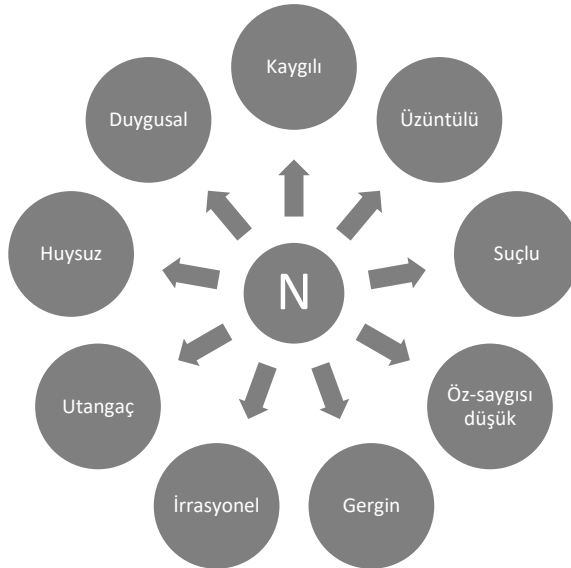 Kaygılı
Duygusal
Üzüntülü
Huysuz
Suçlu
N
Utangaç
Öz-saygısı
düşük
İrrasyonel
Gergin